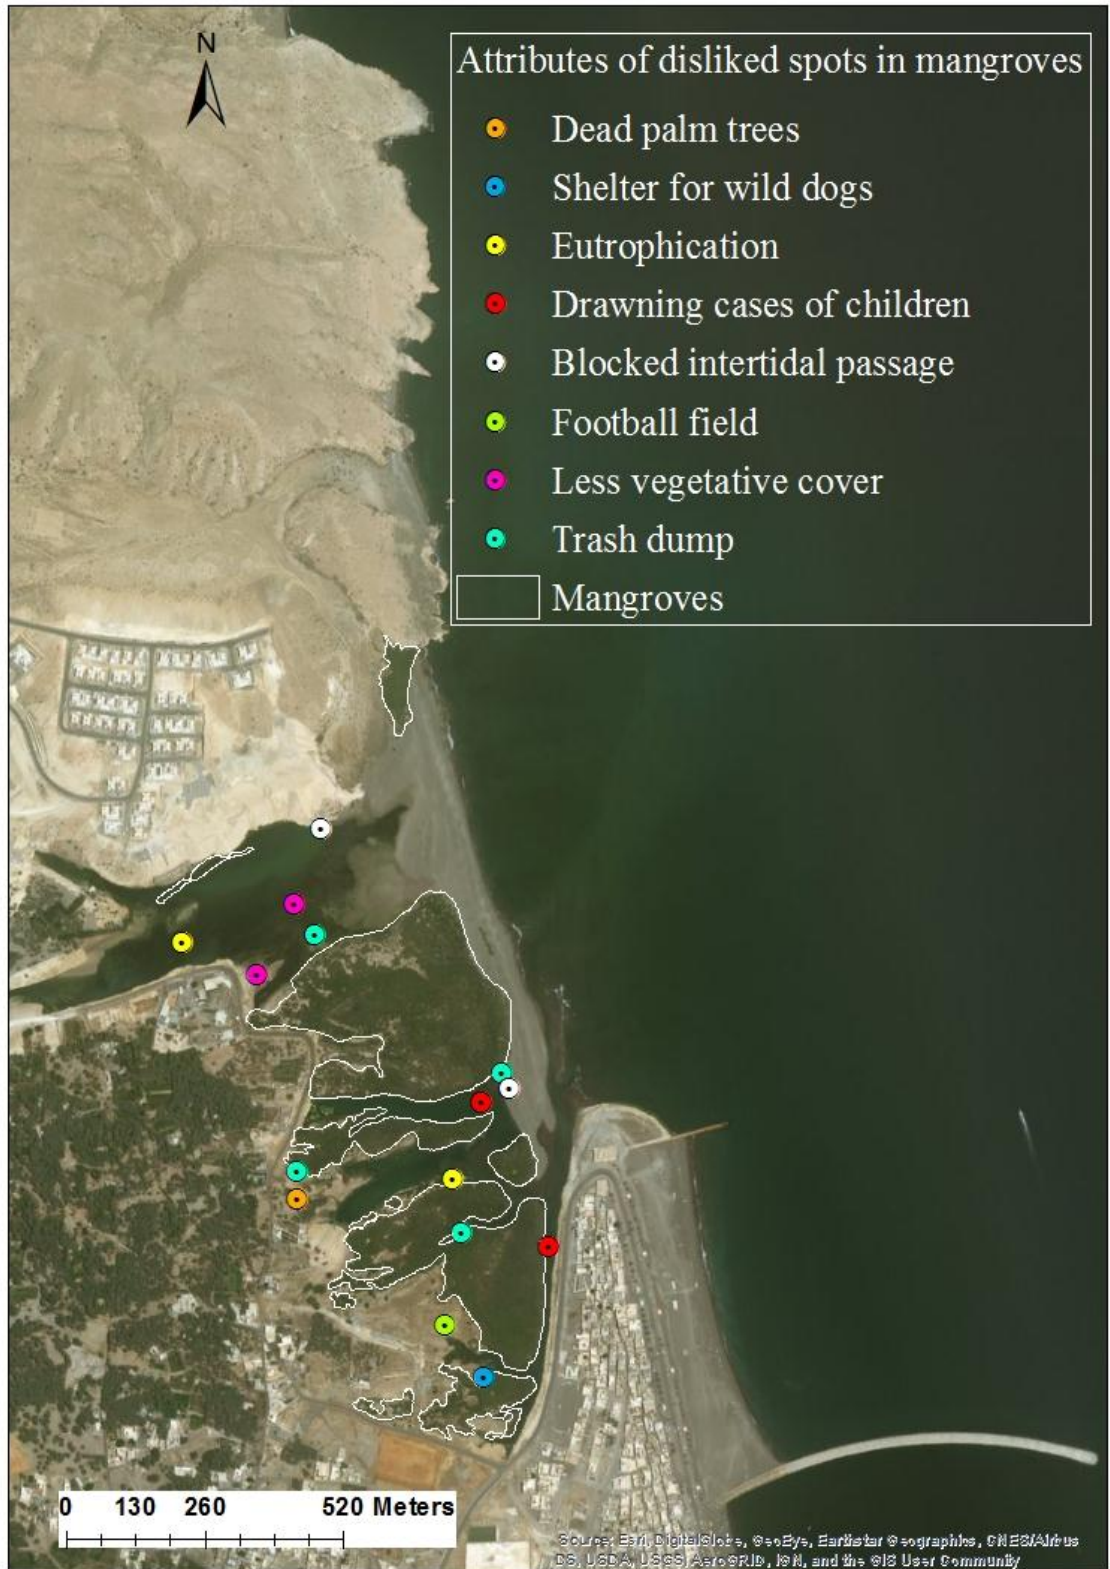 N
Attributes of disliked spots in mangroves
Dead palm trees
Shelter for wild dogs
Eutrophication
Drawning cases of children
Blocked intertidal passage
Football field
Less vegetative cover
Trash dump
Mangroves
0 130 260 520 Meters
Source: Esri, DigitalGlobe, GeoEye, Earthstar Geographics, CNES/Airbus
DS, USDA, USGS, AeroGRID, IGN, and the GIS User Community